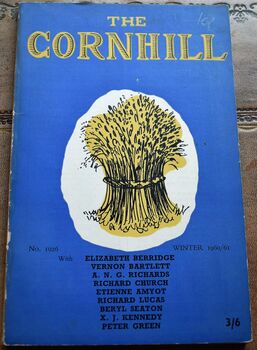 THE
CORNHILL
No. 1026 WINTER 1960/61
With ELIZABETH BERRIDGE
VERNON BARTLETT
A. N. G. RICHARDS
RICHARD CHURCH
ETIENNE AMYOT
RICHARD LUCAS
BERYL SEATON
X. J. KENNEDY
PETER GREEN
3/6